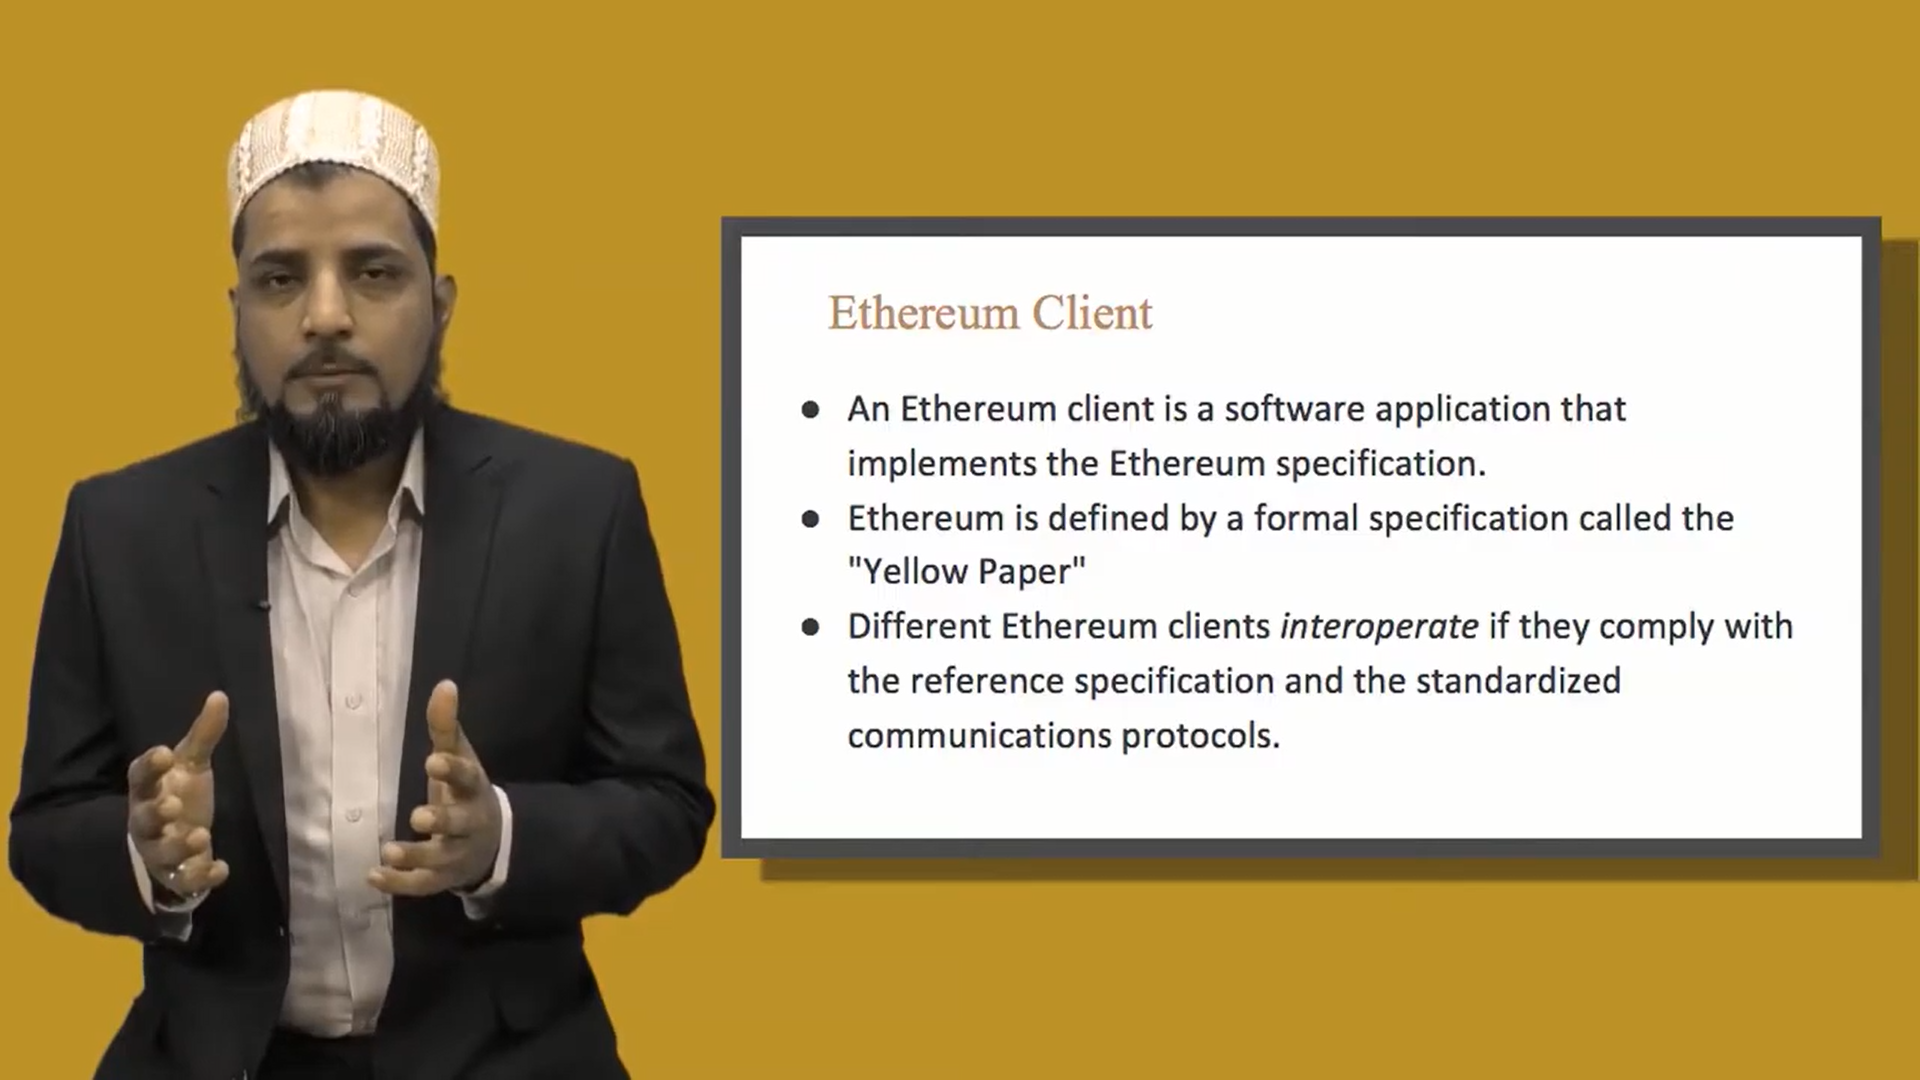 Ethereum Client
● An Ethereum client is a software application that
implements the Ethereum specification.
● Ethereum is defined by a formal specification called the
"Yellow Paper"
● Different Ethereum clients interoperate if they comply with
the reference specification and the standardized
communications protocols.